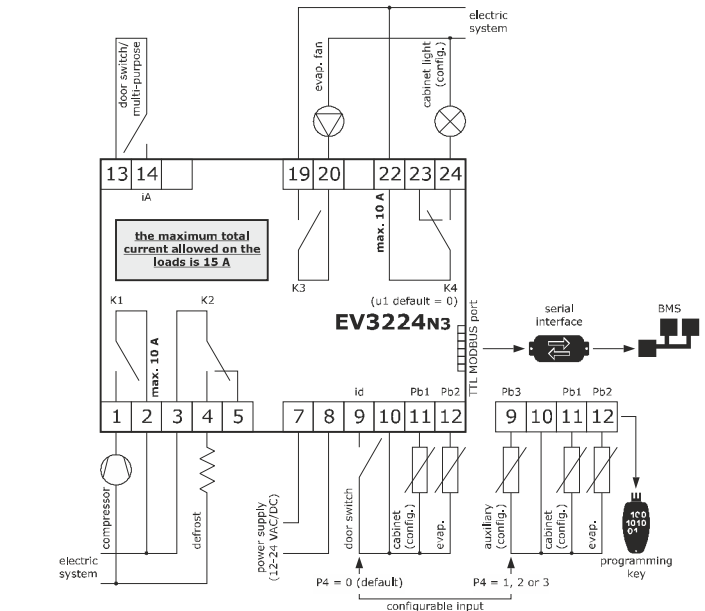 electric
system
door switch/
multi-purpose
evap. fan
cabinet light
(config.)
13 14 19 20 22 23 24
iA
max. 10 A
the maximum total
current allowed on the
loads is 15 A
K3 K4
(u1 default = 0)
K1 K2
EV3224N3
max. 10 A
TTL MODBUS port
serial
interface
BMS
id Pb1 Pb2 Pb3 Pb1 Pb2
1 2 3 4 5 7 8 9 10 11 12 9 10 11 12
compressor
defrost
power supply
(12-24 VAC/DC)
door switch
cabinet
(config.)
evap.
auxiliary
(config.)
cabinet
(config.)
evap.
100
1010
01
electric
system
programming
key
P4 = 0 (default) P4 = 1, 2 or 3
configurable input